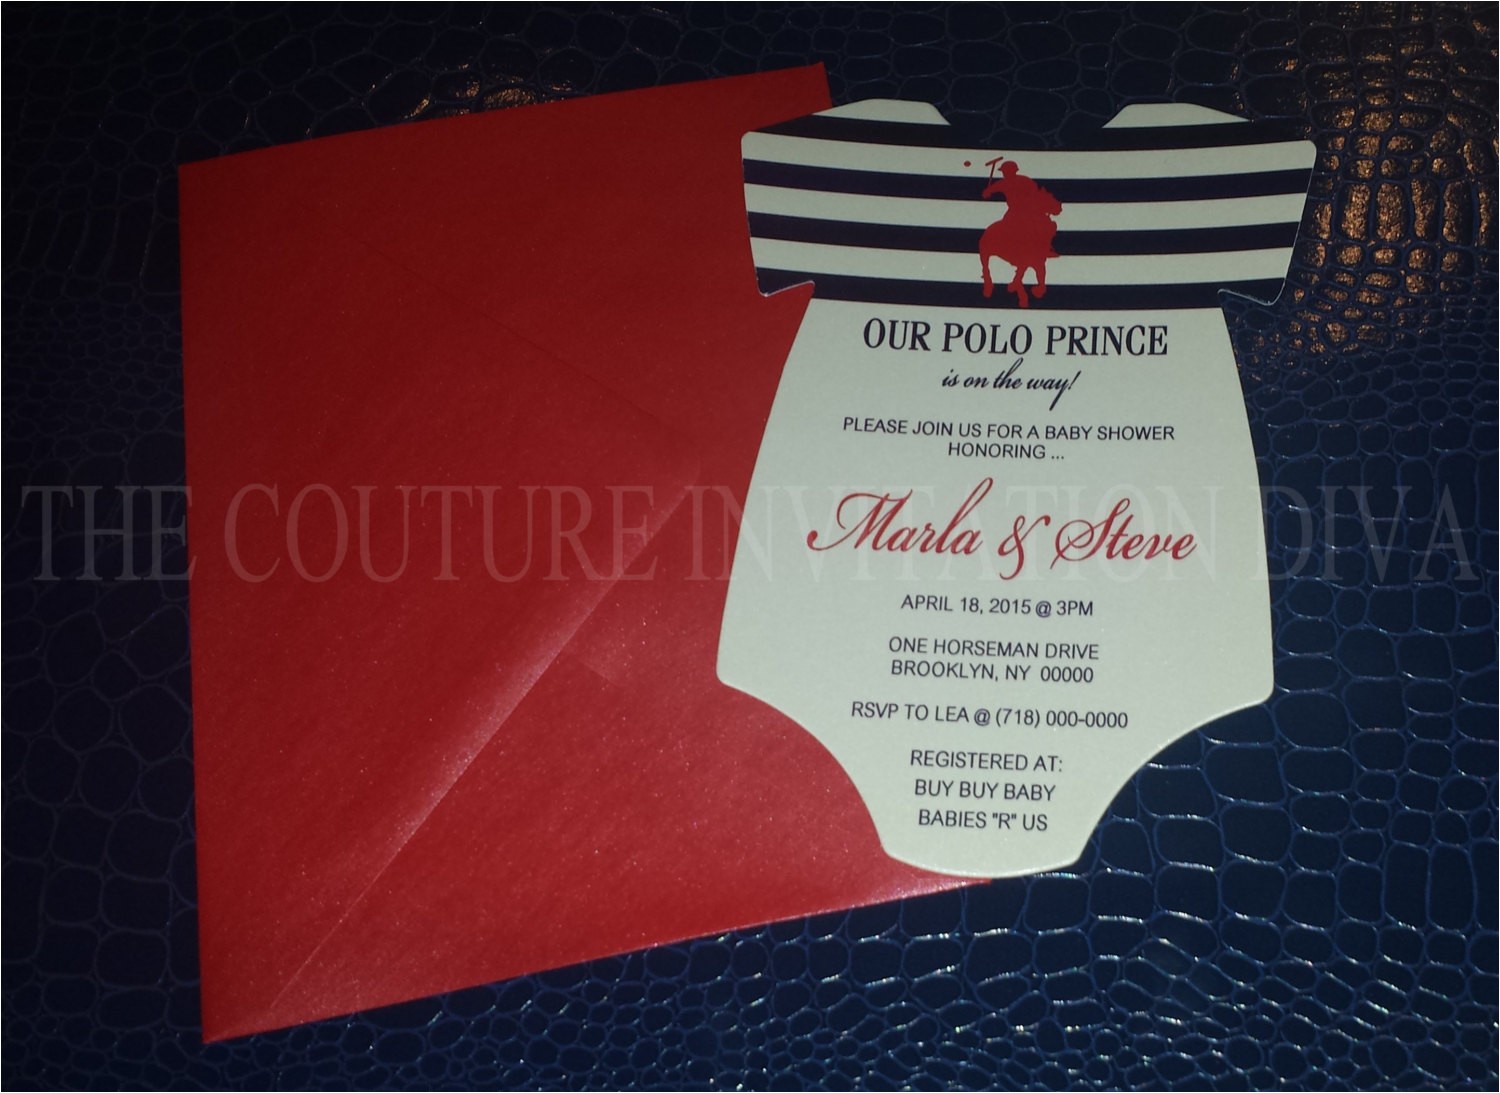 OUR POLO PRINCE
is on the way!
PLEASE JOIN US FOR A BABY SHOWER
HONORING ...
Marla & Steve
APRIL 18, 2015 @ 3PM
ONE HORSEMAN DRIVE
BROOKLYN, NY 00000
RSVP TO LEA @ (718) 000-0000
REGISTERED AT:
BUY BUY BABY
BABIES "R" US
THE COUTURE INVITATION DIVA